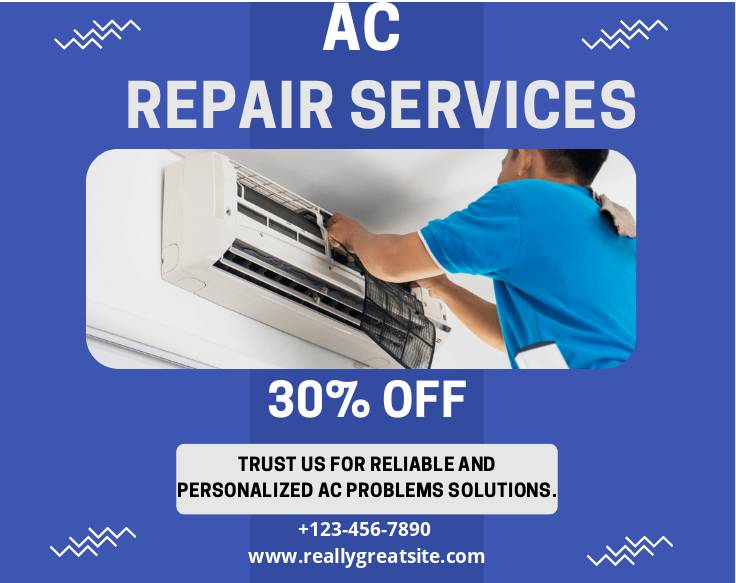 AC
REPAIR SERVICES
30% OFF
TRUST US FOR RELIABLE AND
PERSONALIZED AC PROBLEMS SOLUTIONS.
+123-456-7890
www.reallygreatsite.com